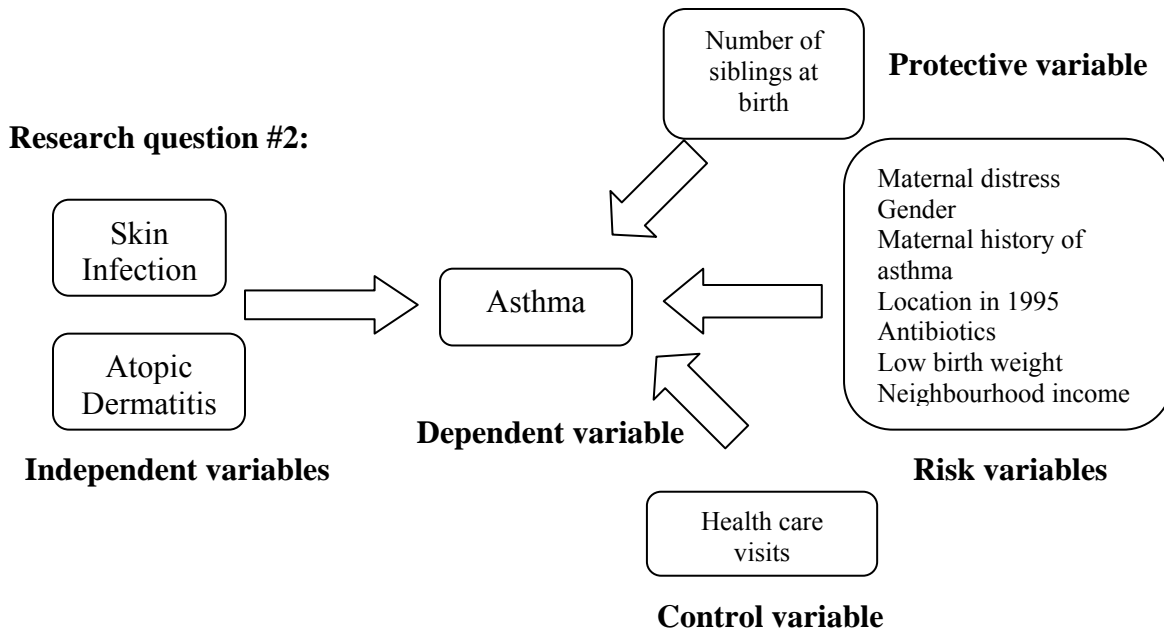 Number of
siblings at
birth
Protective variable
Research question #2:
Skin
Infection
Atopic
Dermatitis
Independent variables
Asthma
Dependent variable
Maternal distress
Gender
Maternal history of
asthma
Location in 1995
Antibiotics
Low birth weight
Neighbourhood income
Risk variables
Health care
visits
Control variable